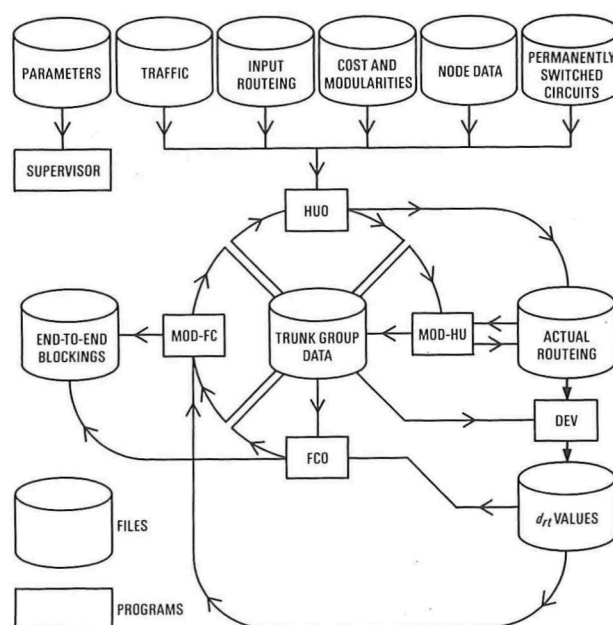 PARAMETERS
TRAFFIC
INPUT
ROUTEING
COST AND
MODULARITIES
NODE DATA
PERMANENTLY
SWITCHED
CIRCUITS
SUPERVISOR
HUO
END-TO-END
BLOCKINGS
MOD-FC
TRUNK GROUP
DATA
MOD-HU
ACTUAL
ROUTEING
DEV
FCO
drt VALUES
FILES
PROGRAMS